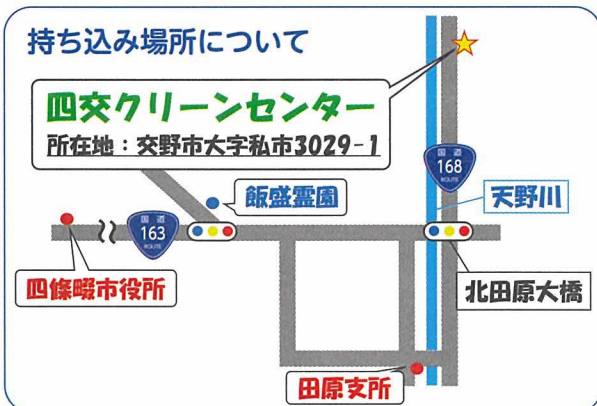 持ち込み場所について
四交クリーンセンター
所在地：交野市大字私市3029-1
国道
168
ROUTE
飯盛霊園
天野川
国道
163
ROUTE
四條畷市役所
北田原大橋
田原支所